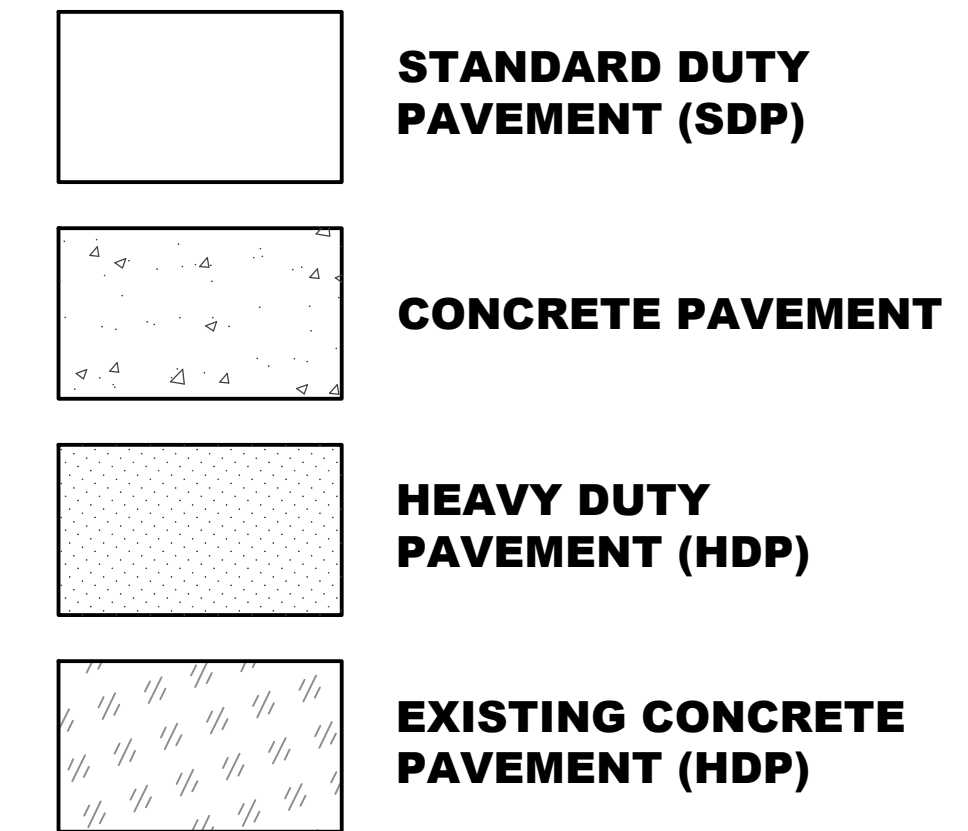 STANDARD DUTY
PAVEMENT (SDP)
CONCRETE PAVEMENT
HEAVY DUTY
PAVEMENT (HDP)
EXISTING CONCRETE
PAVEMENT (HDP)